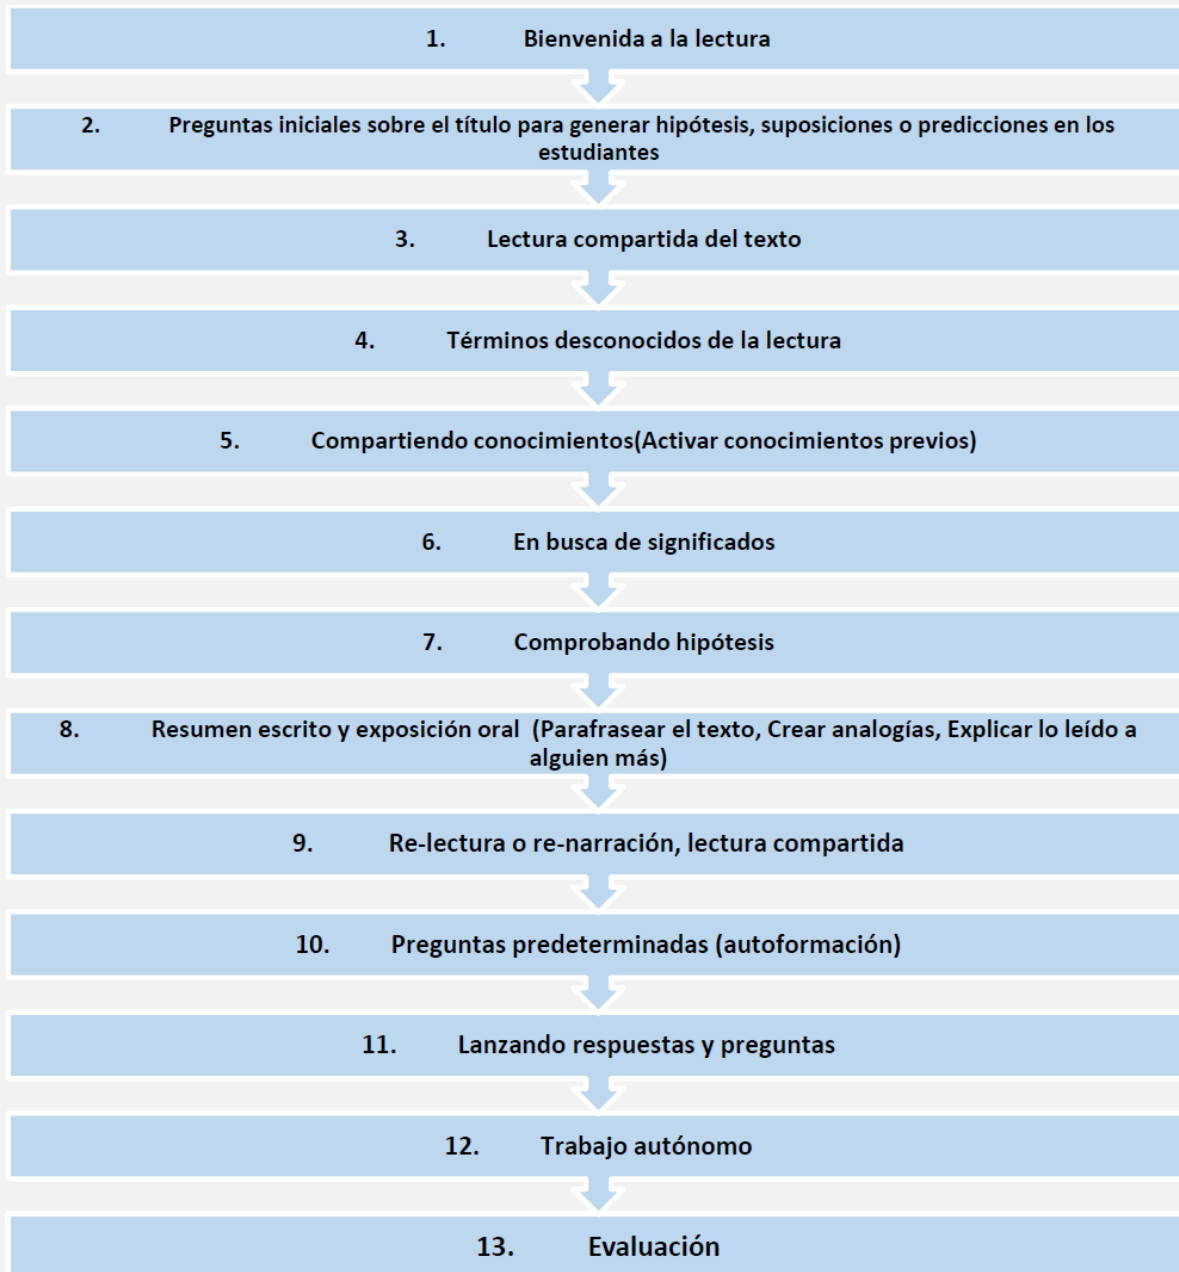 1. Bienvenida a la lectura
2. Preguntas iniciales sobre el título para generar hipótesis, suposiciones o predicciones en los
estudiantes
3. Lectura compartida del texto
4. Términos desconocidos de la lectura
5. Compartiendo conocimientos(Activar conocimientos previos)
6. En busca de significados
7. Comprobando hipótesis
8. Resumen escrito y exposición oral (Parafrasear el texto, Crear analogías, Explicar lo leído a
alguien más)
9. Re-lectura o re-narración, lectura compartida
10. Preguntas predeterminadas (autoformación)
11. Lanzando respuestas y preguntas
12. Trabajo autónomo
13. Evaluación